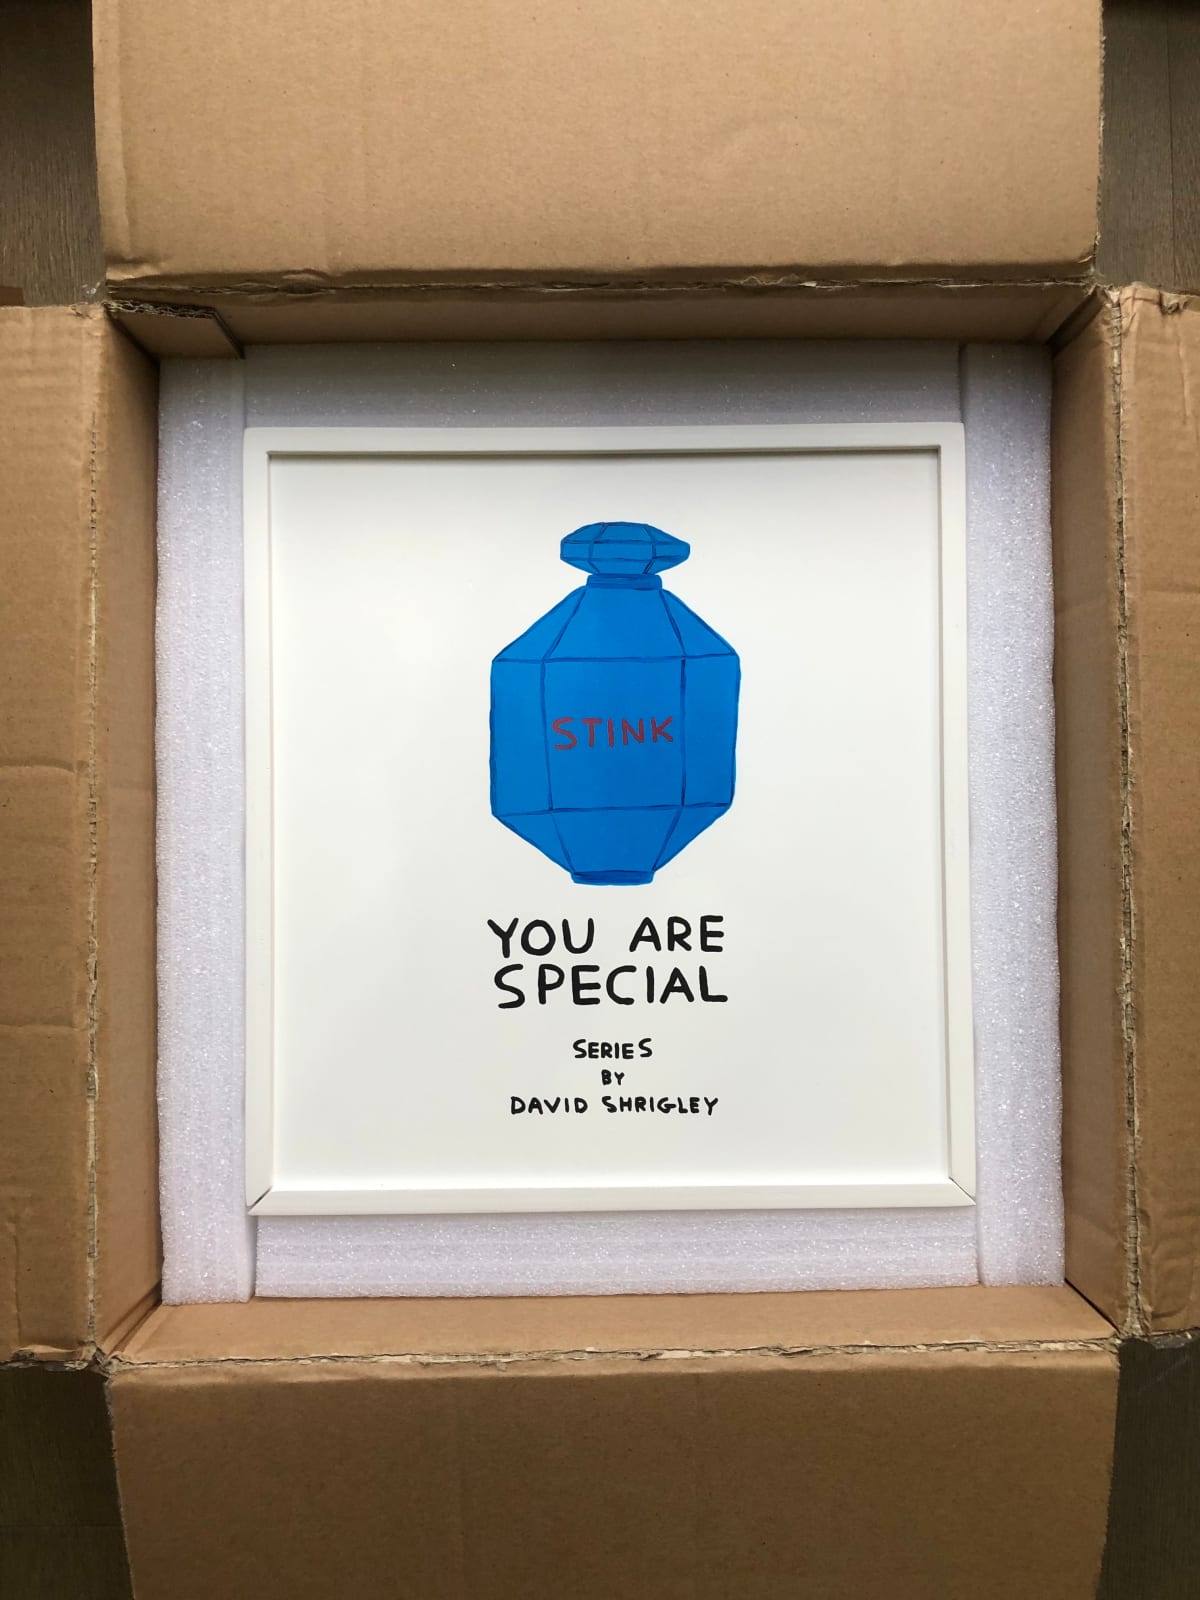 STINK
YOU ARE
SPECIAL
SERIES
BY
DAVID SHRIGLEY